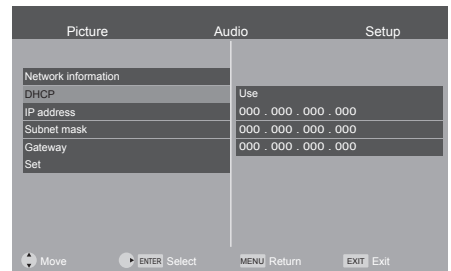 Picture Audio Setup
Network information
DHCP Use
IP address 000 . 000 . 000 . 000
Subnet mask 000 . 000 . 000 . 000
Gateway 000 . 000 . 000 . 000
Set
Move ENTER Select MENU Return EXIT Exit